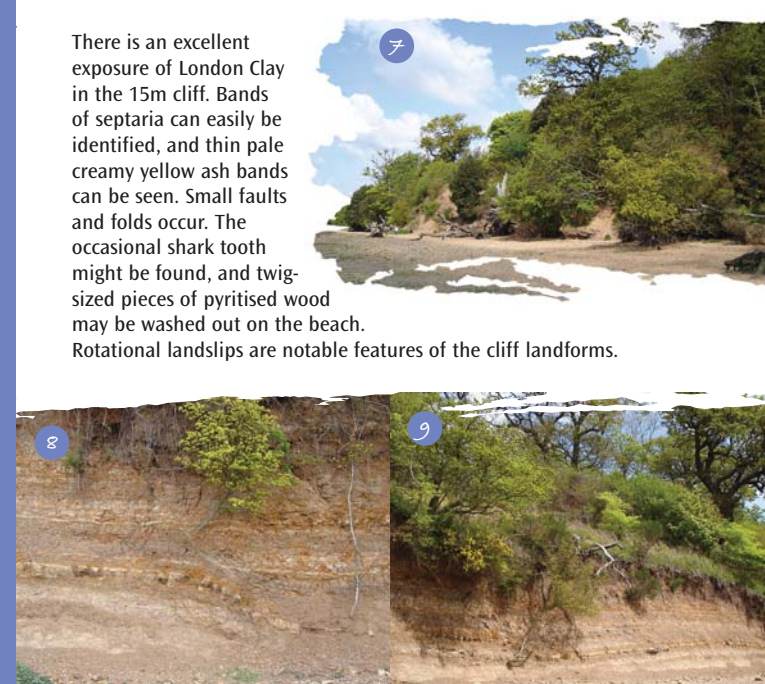 There is an excellent
exposure of London Clay
in the 15m cliff. Bands
of septaria can easily be
identified, and thin pale
creamy yellow ash bands
can be seen. Small faults
and folds occur. The
occasional shark tooth
might be found, and twig-
sized pieces of pyritised wood
may be washed out on the beach.
Rotational landslips are notable features of the cliff landforms.
7
8
9